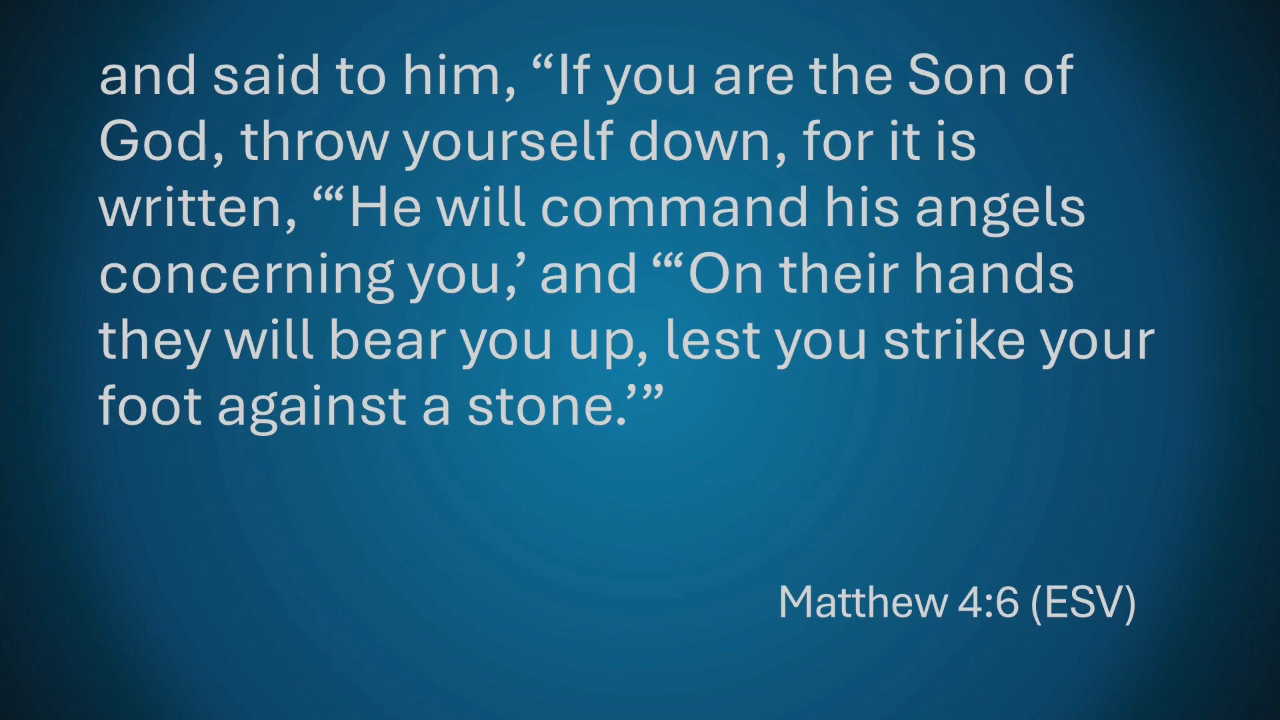 and said to him, “If you are the Son of
God, throw yourself down, for it is
written, “‘He will command his angels
concerning you,’ and “‘On their hands
they will bear you up, lest you strike your
foot against a stone.’”
Matthew 4:6 (ESV)